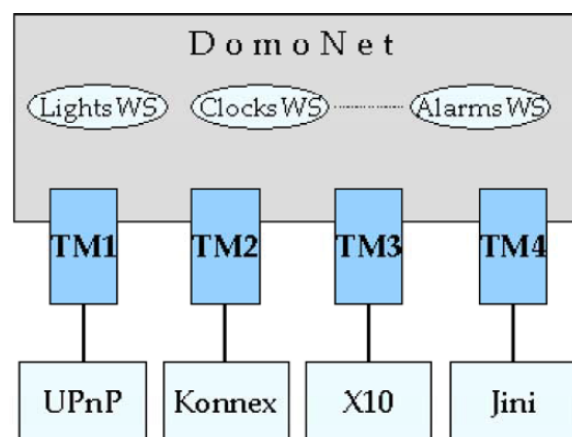 DomoNet
LightsWS ClocksWS AlarmsWS
TM1 TM2 TM3 TM4
UPnP Konnex X10 Jini